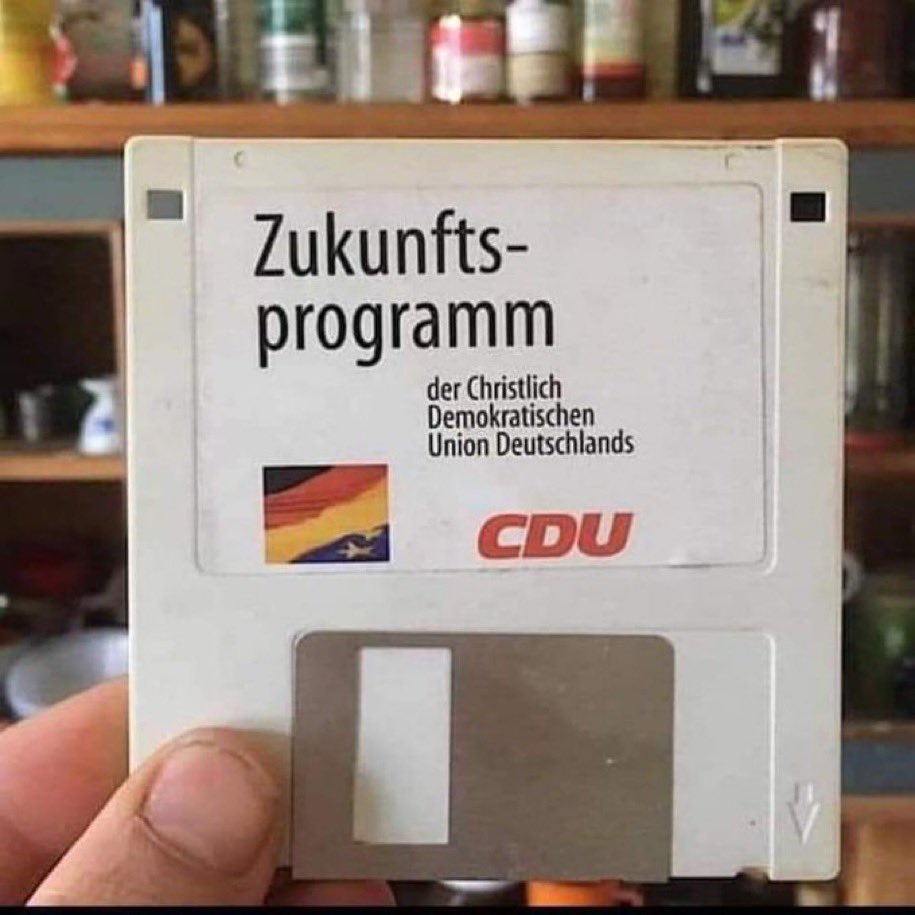 Zukunfts-
programm
der Christlich
Demokratischen
Union Deutschlands
CDU